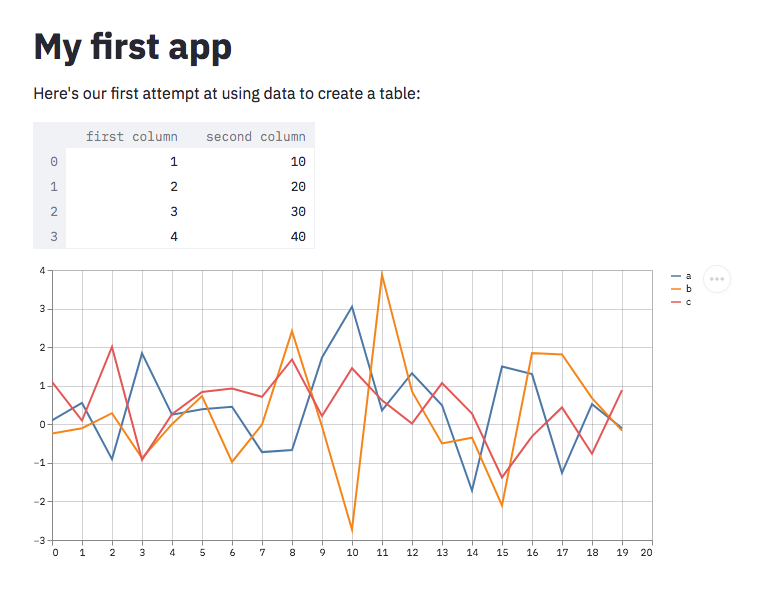 My first app
Here's our first attempt at using data to create a table:
first column second column
0 1 10
1 2 20
2 3 30
3 4 40
4
3
2
1
0
−1
−2
−3
0 1 2 3 4 5 6 7 8 9 10 11 12 13 14 15 16 17 18 19 20
a
b
c